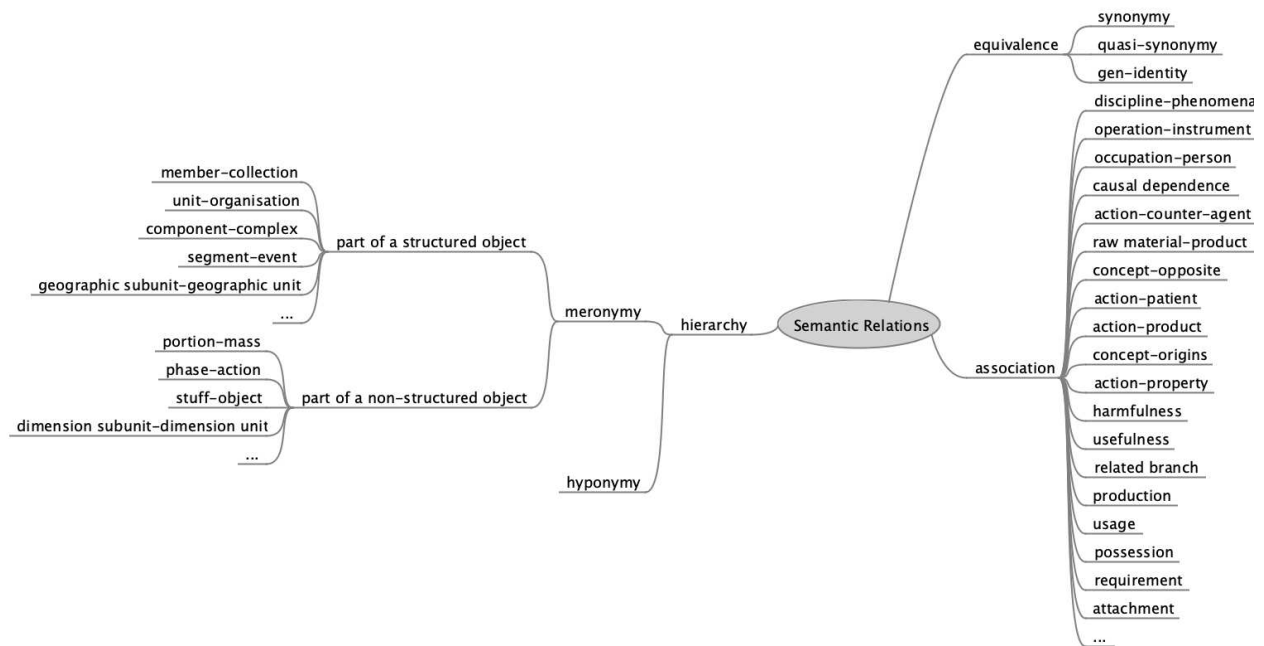 Semantic Relations
equivalence
synonymy
quasi-synonymy
gen-identity
association
discipline-phenomena
operation-instrument
occupation-person
causal dependence
action-counter-agent
raw material-product
concept-opposite
action-patient
action-product
concept-origins
action-property
harmfulness
usefulness
related branch
production
usage
possession
requirement
attachment
...
hierarchy
meronymy
part of a structured object
member-collection
unit-organisation
component-complex
segment-event
geographic subunit-geographic unit
...
part of a non-structured object
portion-mass
phase-action
stuff-object
dimension subunit-dimension unit
...
hyponymy